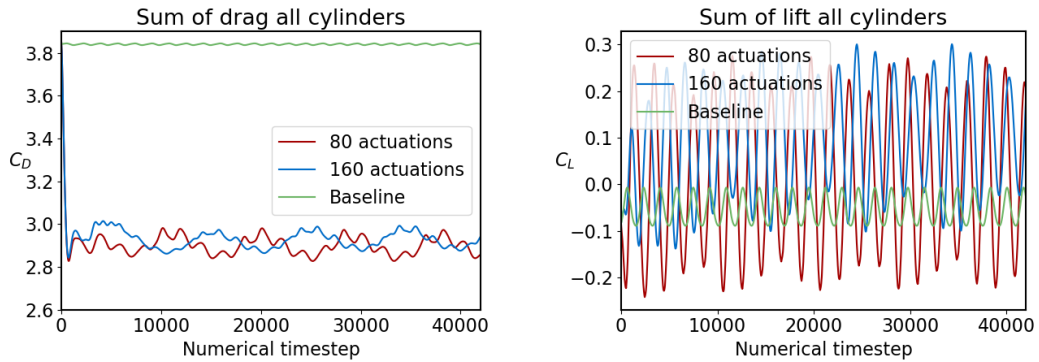 Sum of drag all cylinders
3.8
3.6
3.4
3.2
3.0
2.8
2.6
C_D
80 actuations
160 actuations
Baseline
0 10000 20000 30000 40000
Numerical timestep
Sum of lift all cylinders
0.3
0.2
0.1
0.0
−0.1
−0.2
C_L
80 actuations
160 actuations
Baseline
0 10000 20000 30000 40000
Numerical timestep